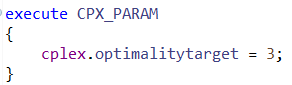 execute CPX_PARAM
{
    cplex.optimalitytarget = 3;
}